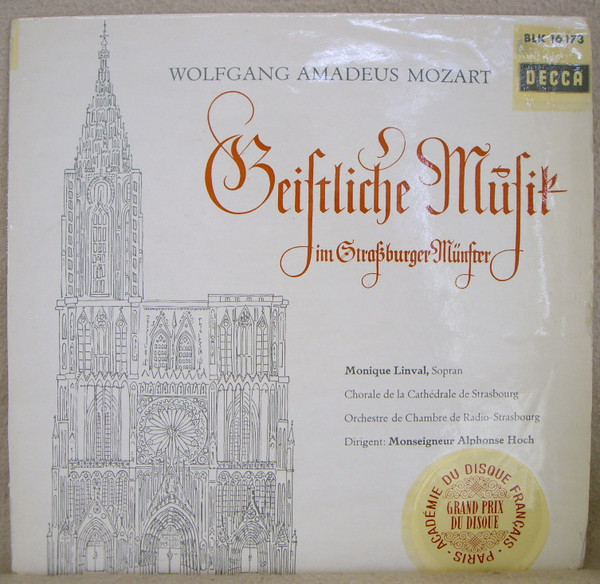 BLK 16173
DECCA
WOLFGANG AMADEUS MOZART
Geistliche Musik
im Straßburger Münster
Monique Linval, Sopran
Chorale de la Cathédrale de Strasbourg
Orchestre de Chambre de Radio-Strasbourg
Dirigent: Monseigneur Alphonse Hoch
ACADÉMIE DU DISQUE FRANÇAIS · PARIS ·
GRAND PRIX
DU DISQUE